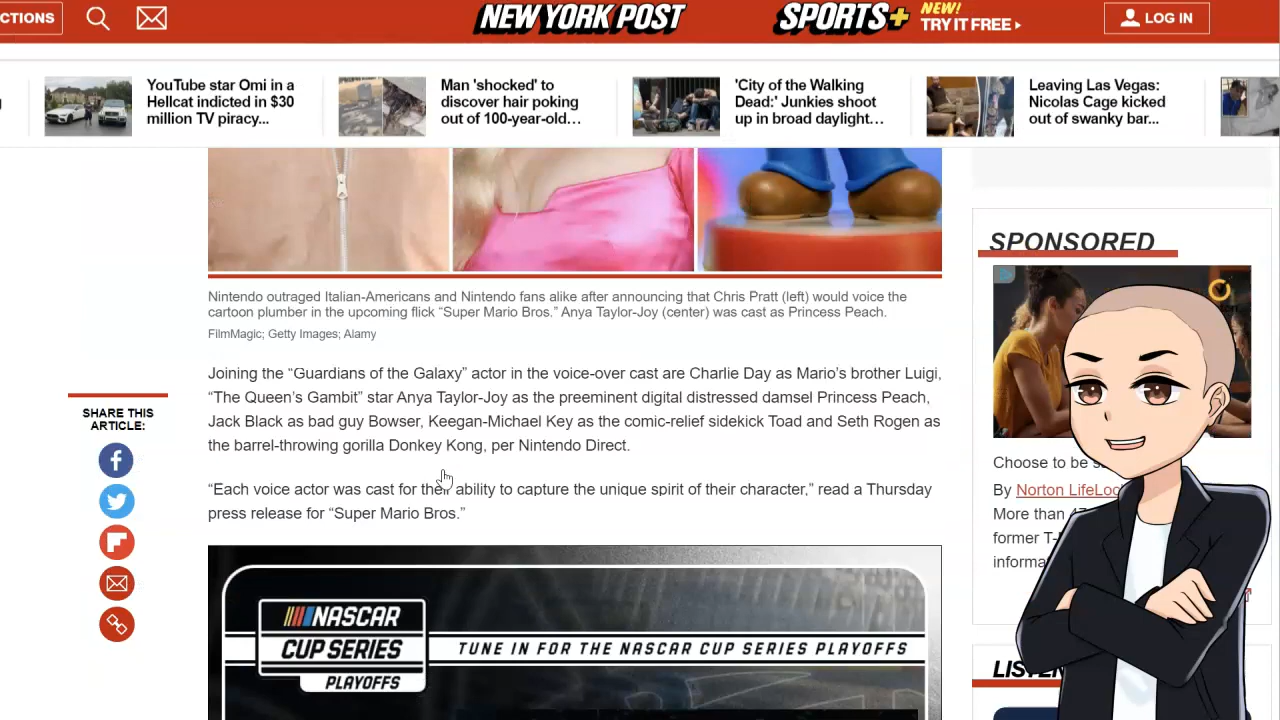 CTIONS
NEW YORK POST
SPORTS+
NEW!
TRY IT FREE
LOG IN
YouTube star Omi in a
Hellcat indicted in $30
million TV piracy...
Man 'shocked' to
discover hair poking
out of 100-year-old...
'City of the Walking
Dead:' Junkies shoot
up in broad daylight...
Leaving Las Vegas:
Nicolas Cage kicked
out of swanky bar...
Nintendo outraged Italian-Americans and Nintendo fans alike after announcing that Chris Pratt (left) would voice the
cartoon plumber in the upcoming flick “Super Mario Bros.” Anya Taylor-Joy (center) was cast as Princess Peach.
FilmMagic; Getty Images; Alamy
Joining the “Guardians of the Galaxy” actor in the voice-over cast are Charlie Day as Mario’s brother Luigi,
“The Queen’s Gambit” star Anya Taylor-Joy as the preeminent digital distressed damsel Princess Peach,
Jack Black as bad guy Bowser, Keegan-Michael Key as the comic-relief sidekick Toad and Seth Rogen as
the barrel-throwing gorilla Donkey Kong, per Nintendo Direct.
“Each voice actor was cast for their ability to capture the unique spirit of their character,” read a Thursday
press release for “Super Mario Bros.”
SHARE THIS
ARTICLE:
NASCAR
CUP SERIES
PLAYOFFS
TUNE IN FOR THE NASCAR CUP SERIES PLAYOFFS
SPONSORED
Choose to be s
By Norton LifeLoc
More than
former T-
informa
LISTEN